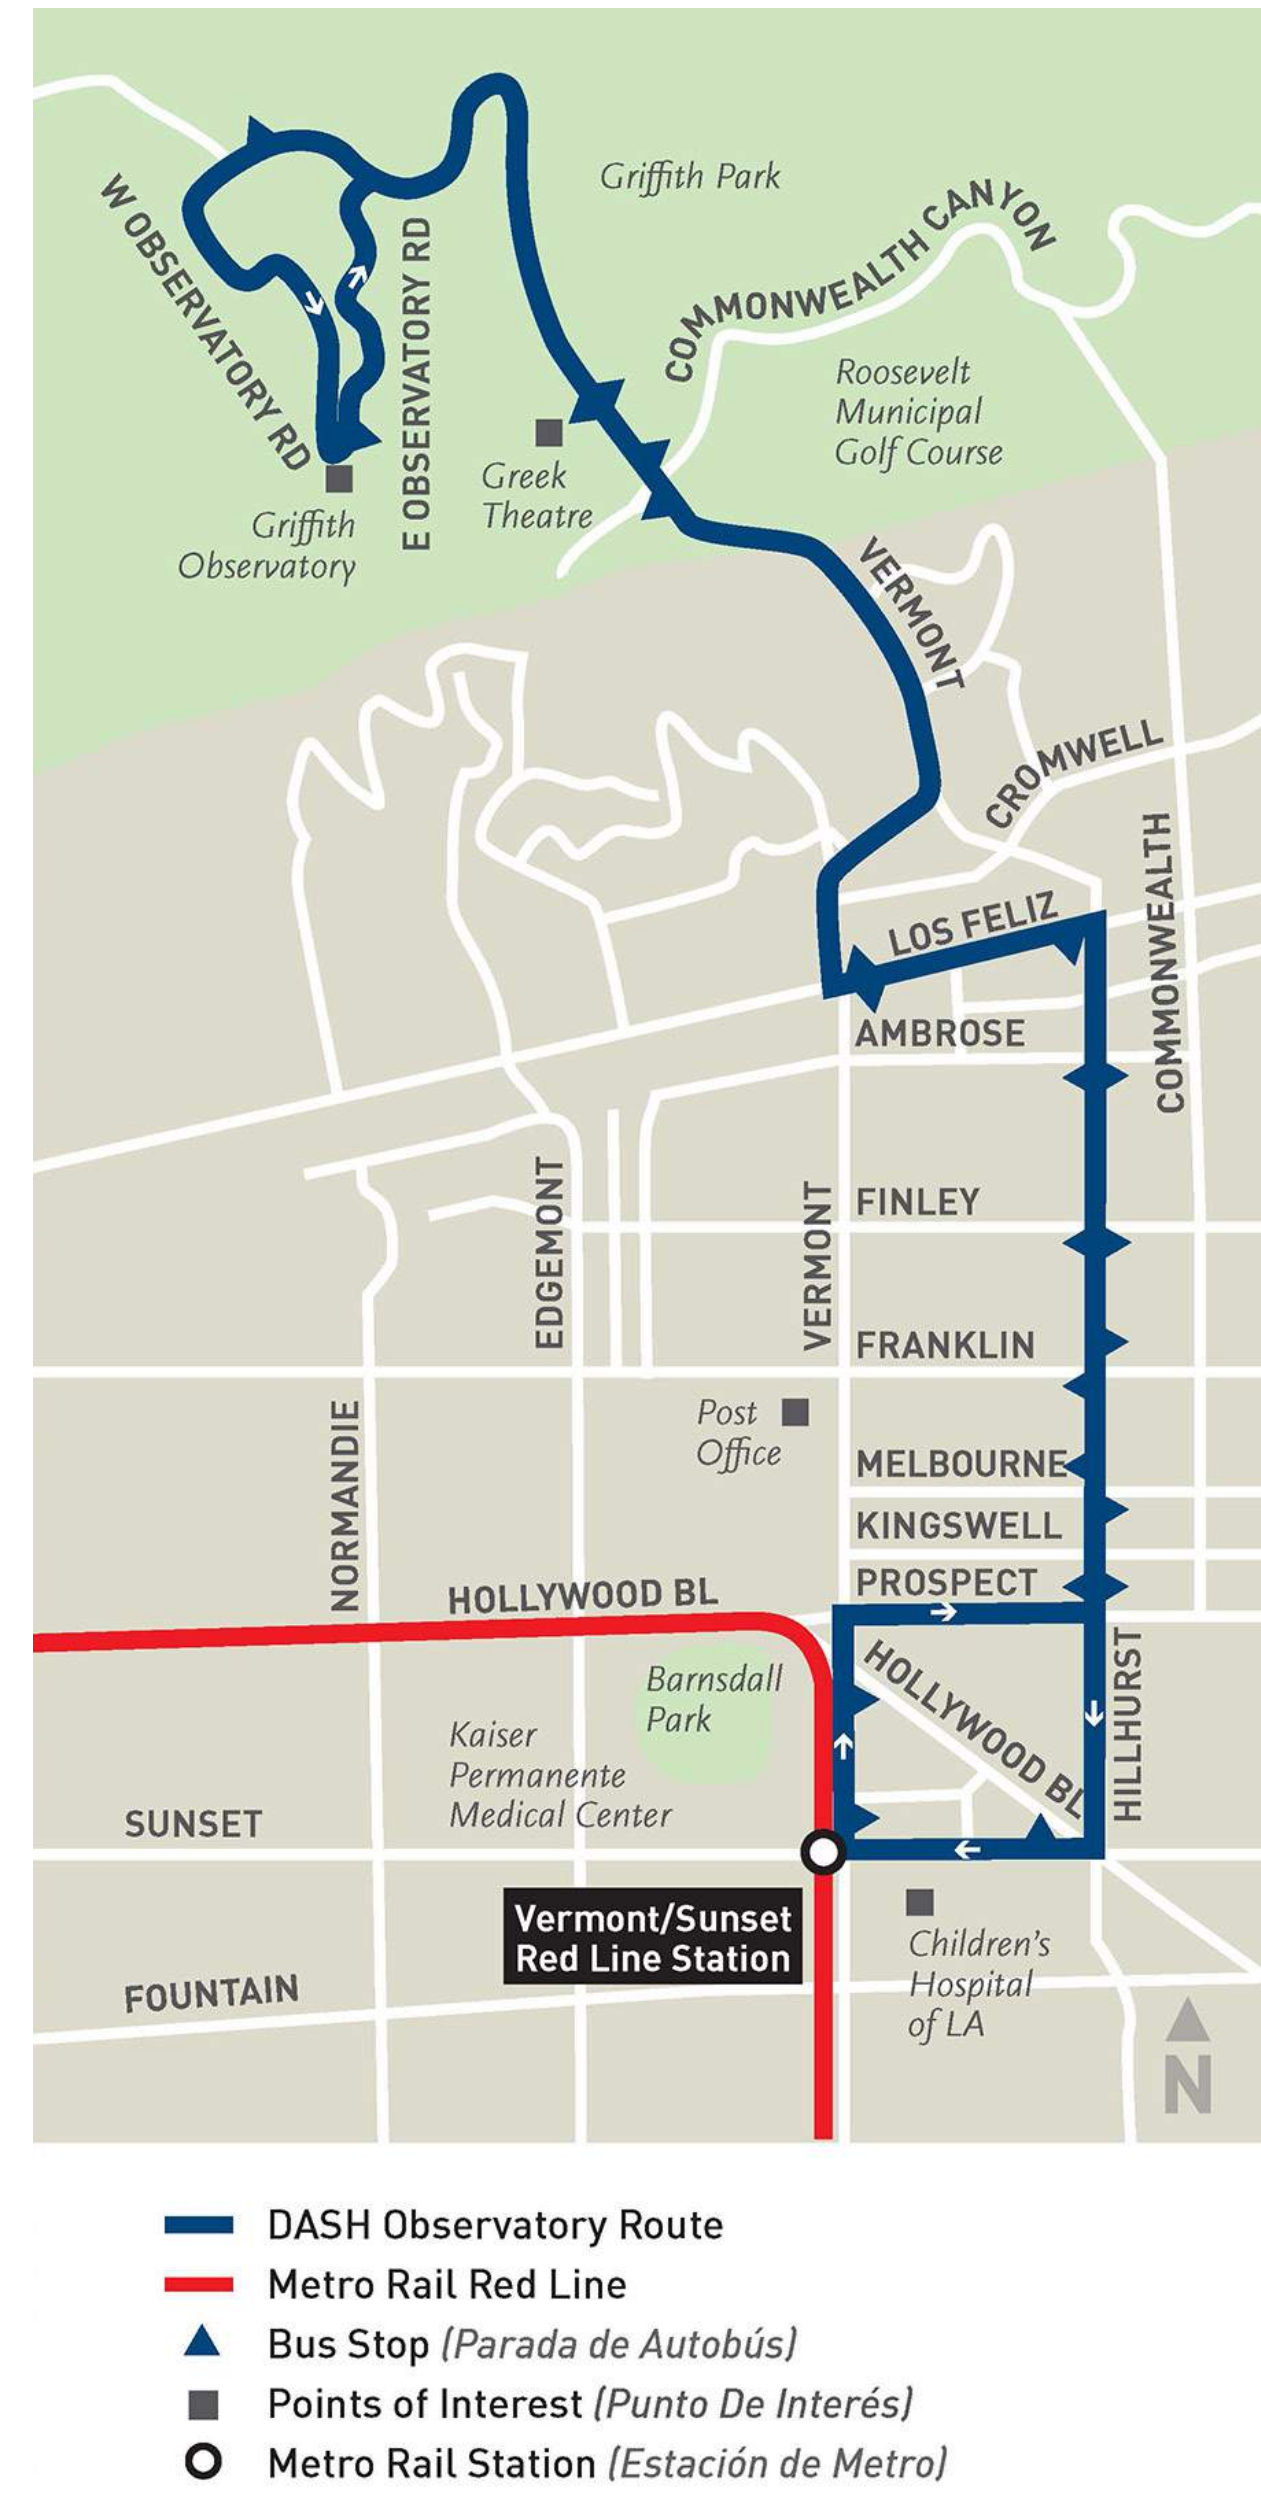 Griffith Park
W OBSERVATORY RD
E OBSERVATORY RD
COMMONWEALTH CANYON
Roosevelt
Municipal
Golf Course
Greek
Theatre
Griffith
Observatory
VERMONT
CROMWELL
COMMONWEALTH
LOS FELIZ
AMBROSE
EDGEMONT
VERMONT
FINLEY
FRANKLIN
NORMANDIE
Post
Office
MELBOURNE
KINGSWELL
PROSPECT
HOLLYWOOD BL
Barnsdall
Park
HOLLYWOOD BL
HILLHURST
Kaiser
Permanente
Medical Center
SUNSET
Vermont/Sunset
Red Line Station
Children's
Hospital
of LA
FOUNTAIN
N
DASH Observatory Route
Metro Rail Red Line
Bus Stop (Parada de Autobús)
Points of Interest (Punto De Interés)
Metro Rail Station (Estación de Metro)